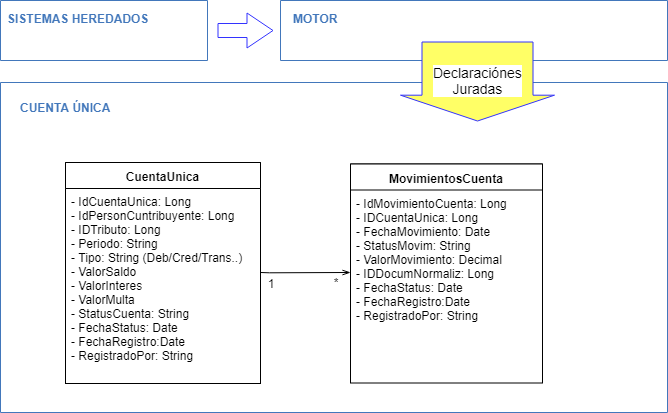 SISTEMAS HEREDADOS
MOTOR
Declaraciónes
Juradas
CUENTA ÚNICA
CuentaUnica
- IdCuentaUnica: Long
- IdPersonCuntribuyente: Long
- IDTributo: Long
- Periodo: String
- Tipo: String (Deb/Cred/Trans..)
- ValorSaldo
- ValorInteres
- ValorMulta
- StatusCuenta: String
- FechaStatus: Date
- FechaRegistro:Date
- RegistradoPor: String
1
*
MovimientosCuenta
- IdMovimientoCuenta: Long
- IDCuentaUnica: Long
- FechaMovimiento: Date
- StatusMovim: String
- ValorMovimiento: Decimal
- IDDocumNormaliz: Long
- FechaStatus: Date
- FechaRegistro:Date
- RegistradoPor: String